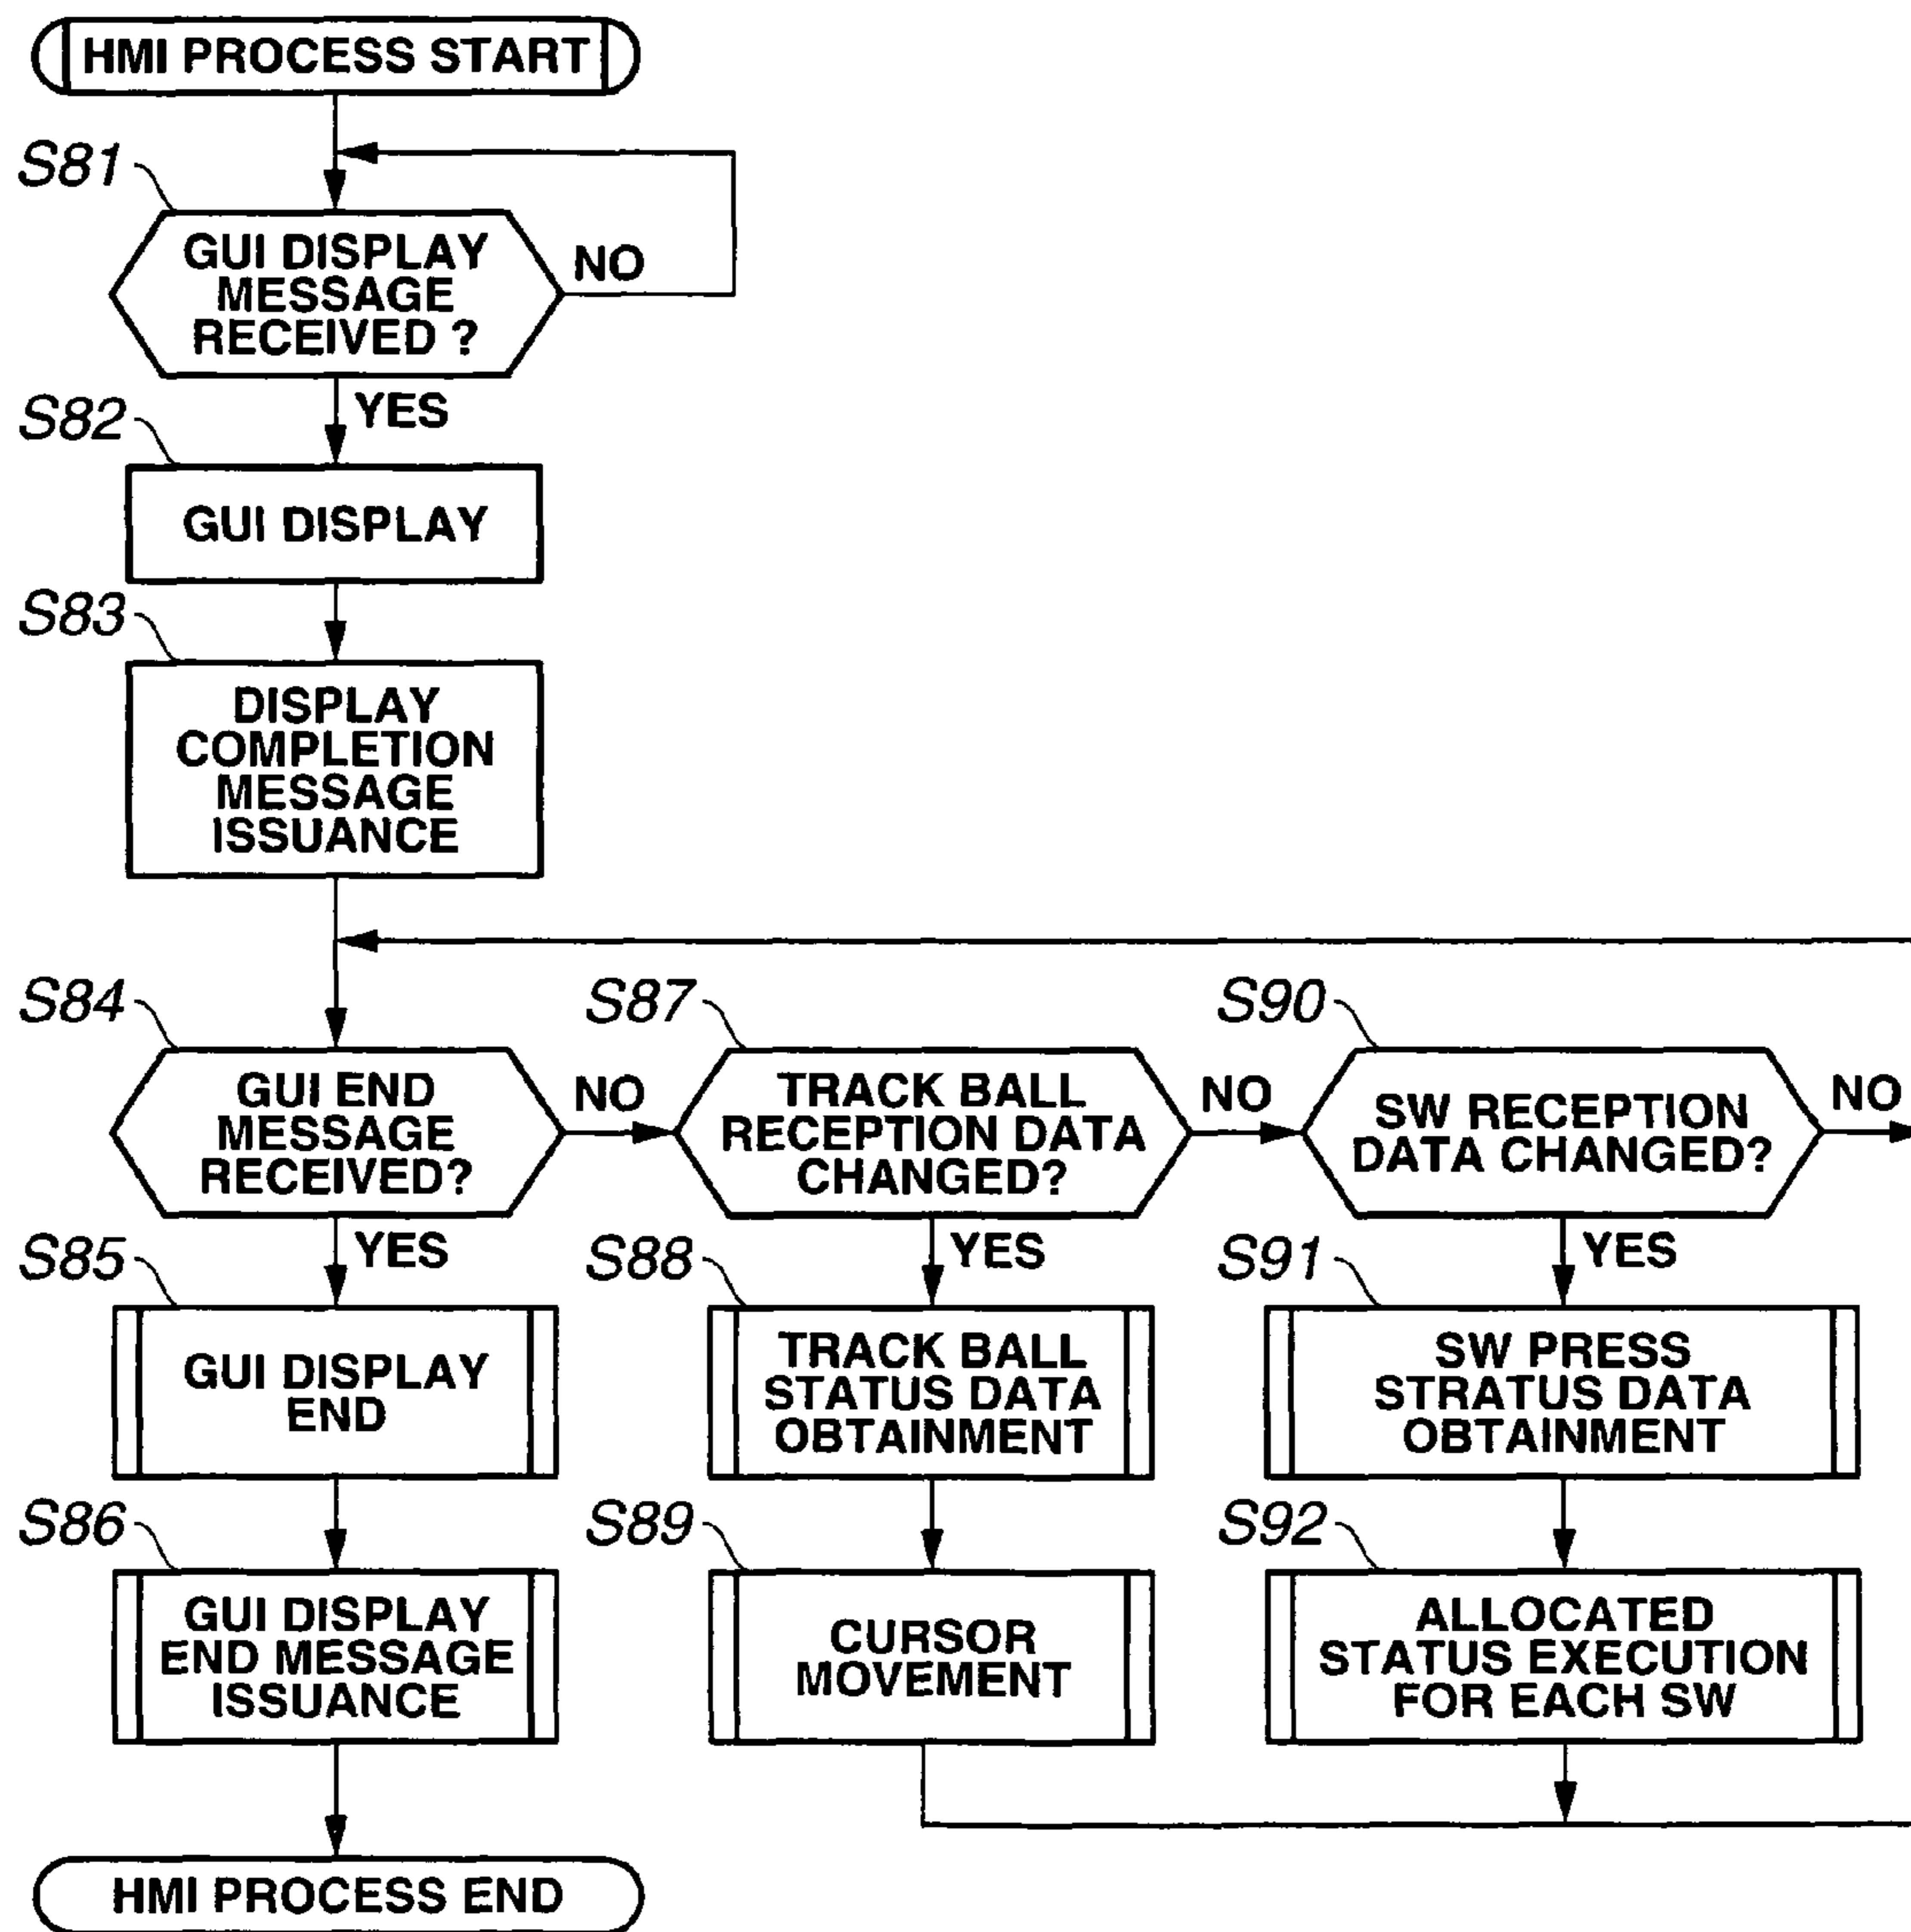 HMI PROCESS START
S81
GUI DISPLAY
MESSAGE
RECEIVED ?
NO
YES
S82
GUI DISPLAY
S83
DISPLAY
COMPLETION
MESSAGE
ISSUANCE
S84
GUI END
MESSAGE
RECEIVED?
NO
YES
S87
TRACK BALL
RECEPTION DATA
CHANGED?
NO
YES
S90
SW RECEPTION
DATA CHANGED?
NO
YES
S85
GUI DISPLAY
END
S88
TRACK BALL
STATUS DATA
OBTAINMENT
S91
SW PRESS
STRATUS DATA
OBTAINMENT
S86
GUI DISPLAY
END MESSAGE
ISSUANCE
S89
CURSOR
MOVEMENT
S92
ALLOCATED
STATUS EXECUTION
FOR EACH SW
HMI PROCESS END